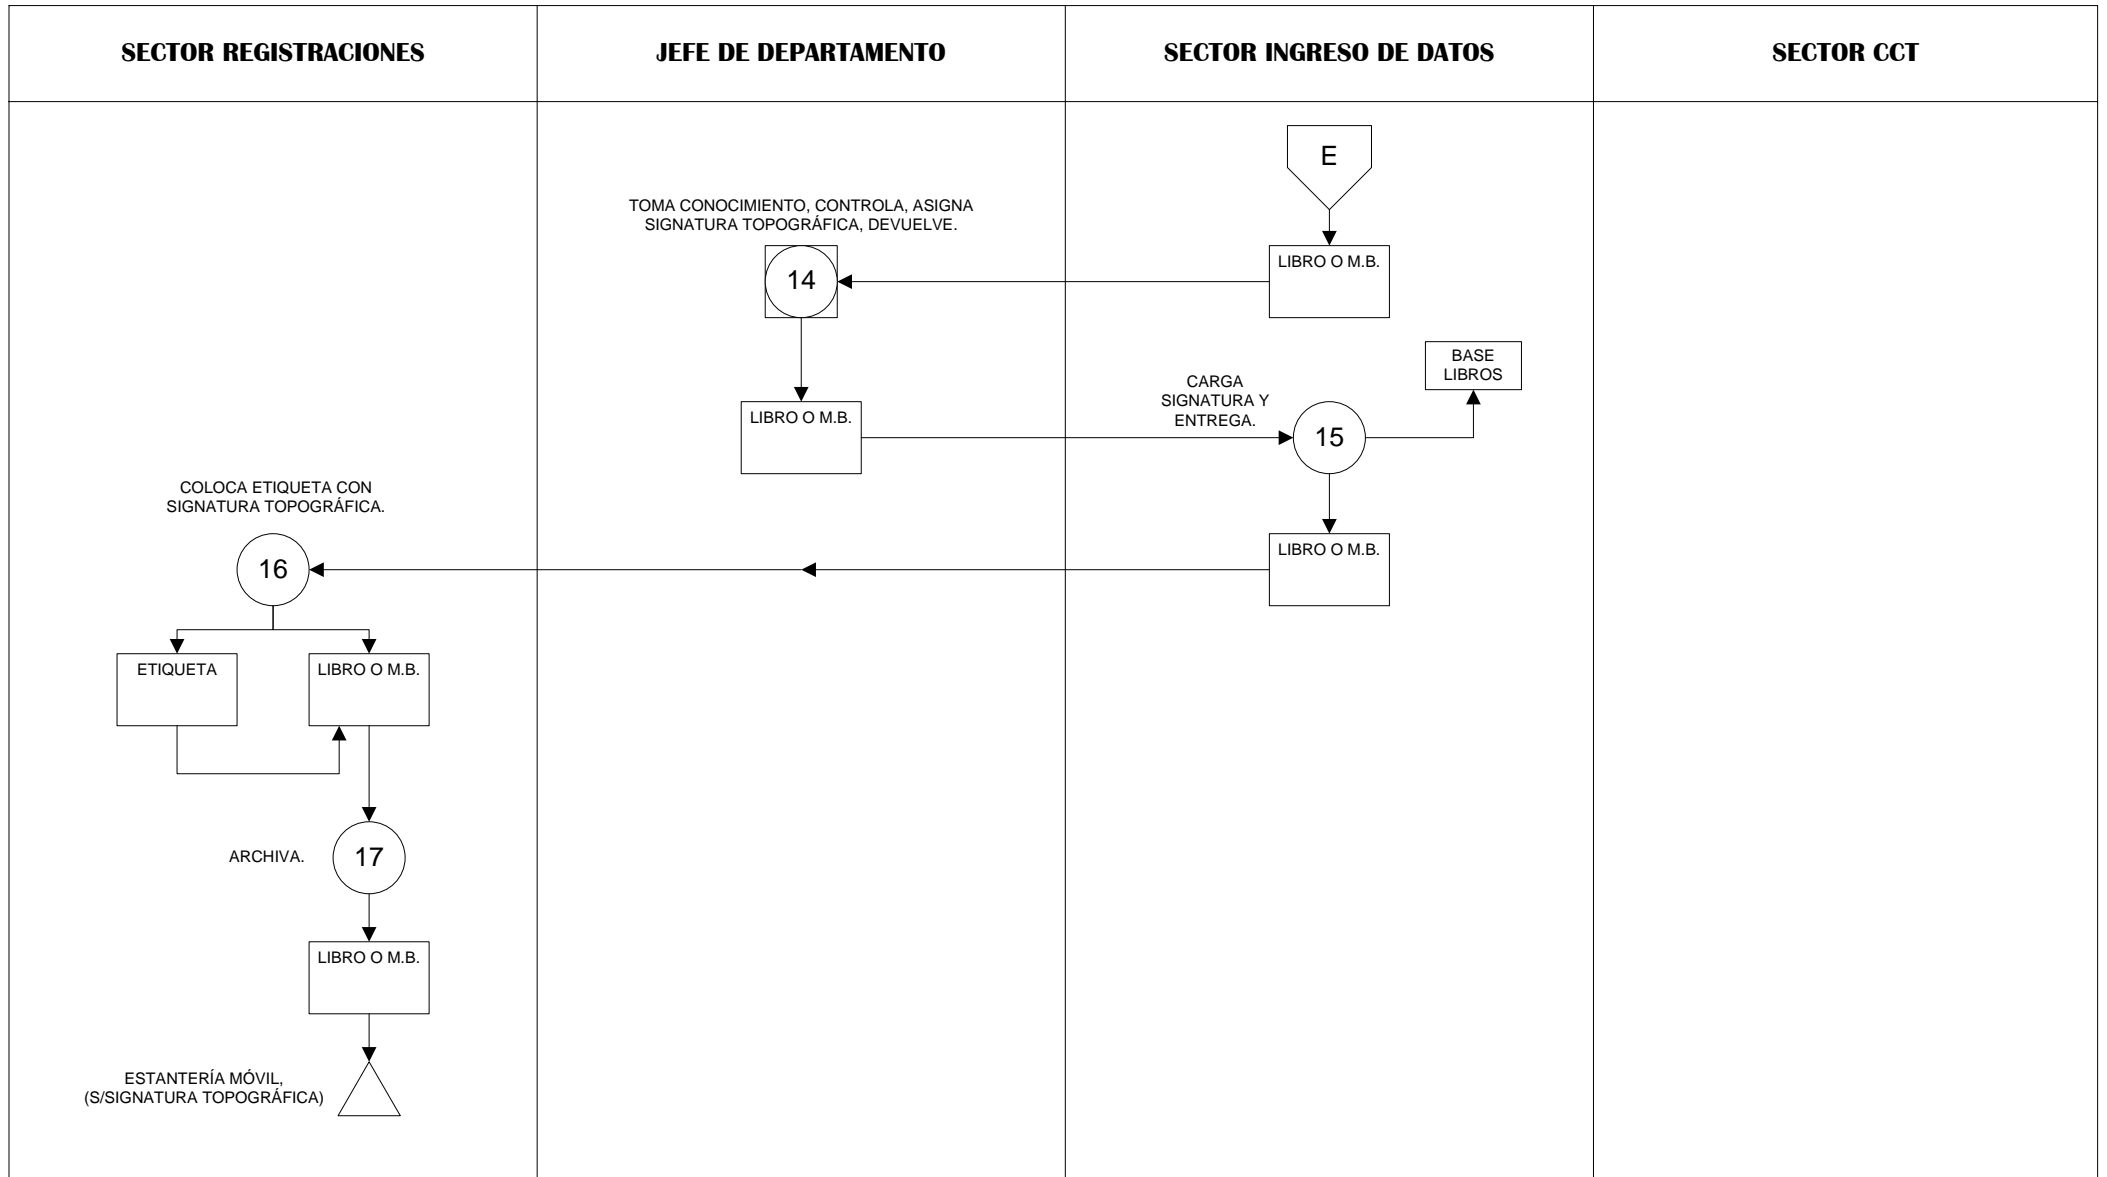 SECTOR REGISTRACIONES
JEFE DE DEPARTAMENTO
SECTOR INGRESO DE DATOS
SECTOR CCT
E
TOMA CONOCIMIENTO, CONTROLA, ASIGNA
SIGNATURA TOPOGRÁFICA, DEVUELVE.
14
LIBRO O M.B.
BASE
LIBROS
CARGA
SIGNATURA Y
ENTREGA.
LIBRO O M.B.
15
COLOCA ETIQUETA CON
SIGNATURA TOPOGRÁFICA.
16
LIBRO O M.B.
ETIQUETA
LIBRO O M.B.
ARCHIVA.
17
LIBRO O M.B.
ESTANTERÍA MÓVIL,
(S/SIGNATURA TOPOGRÁFICA)